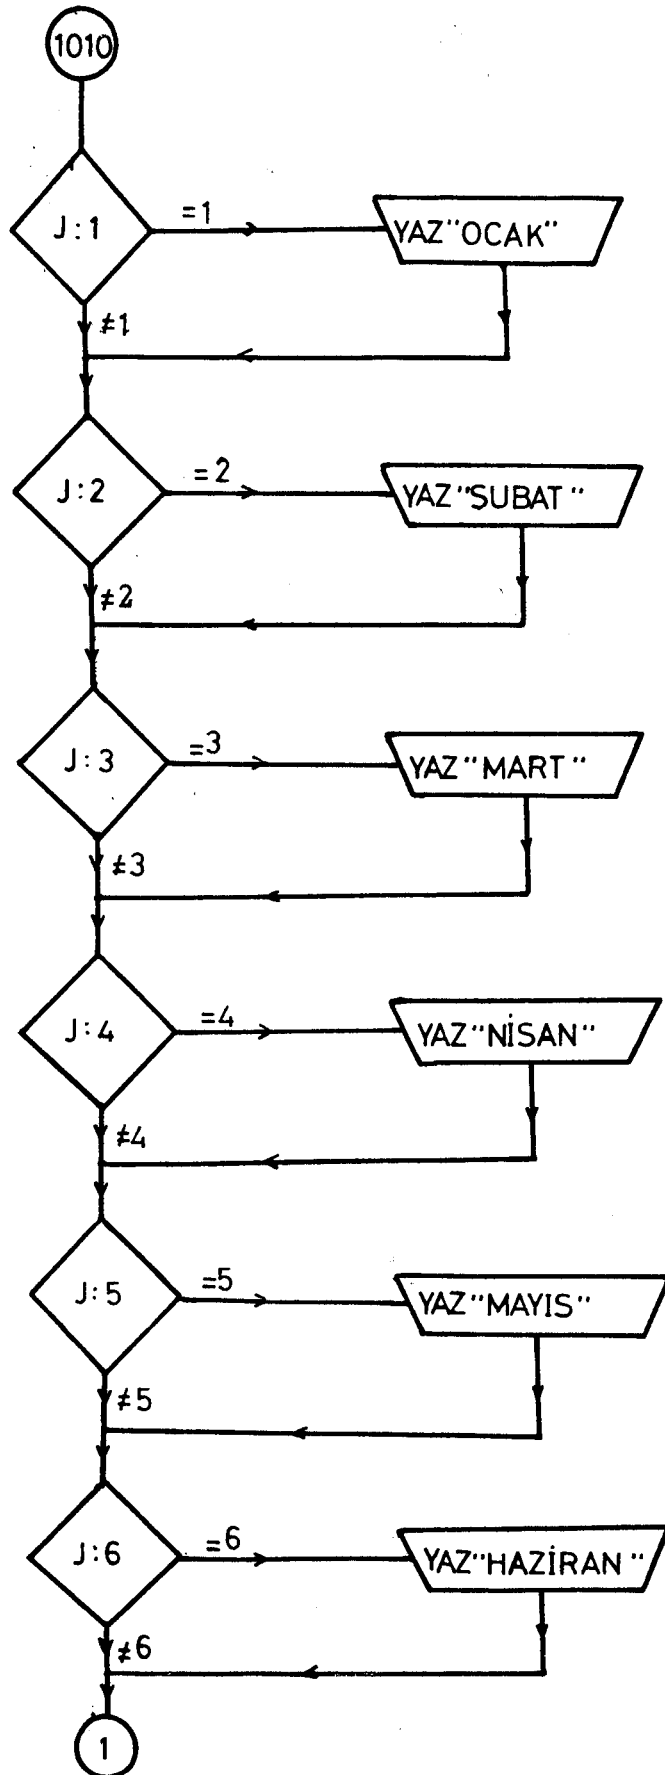 1010
J:1
=1
YAZ"OCAK"
≠1
J:2
=2
YAZ"SUBAT"
≠2
J:3
=3
YAZ"MART"
≠3
J:4
=4
YAZ"NİSAN"
≠4
J:5
=5
YAZ"MAYIS"
≠5
J:6
=6
YAZ"HAZİRAN"
≠6
1